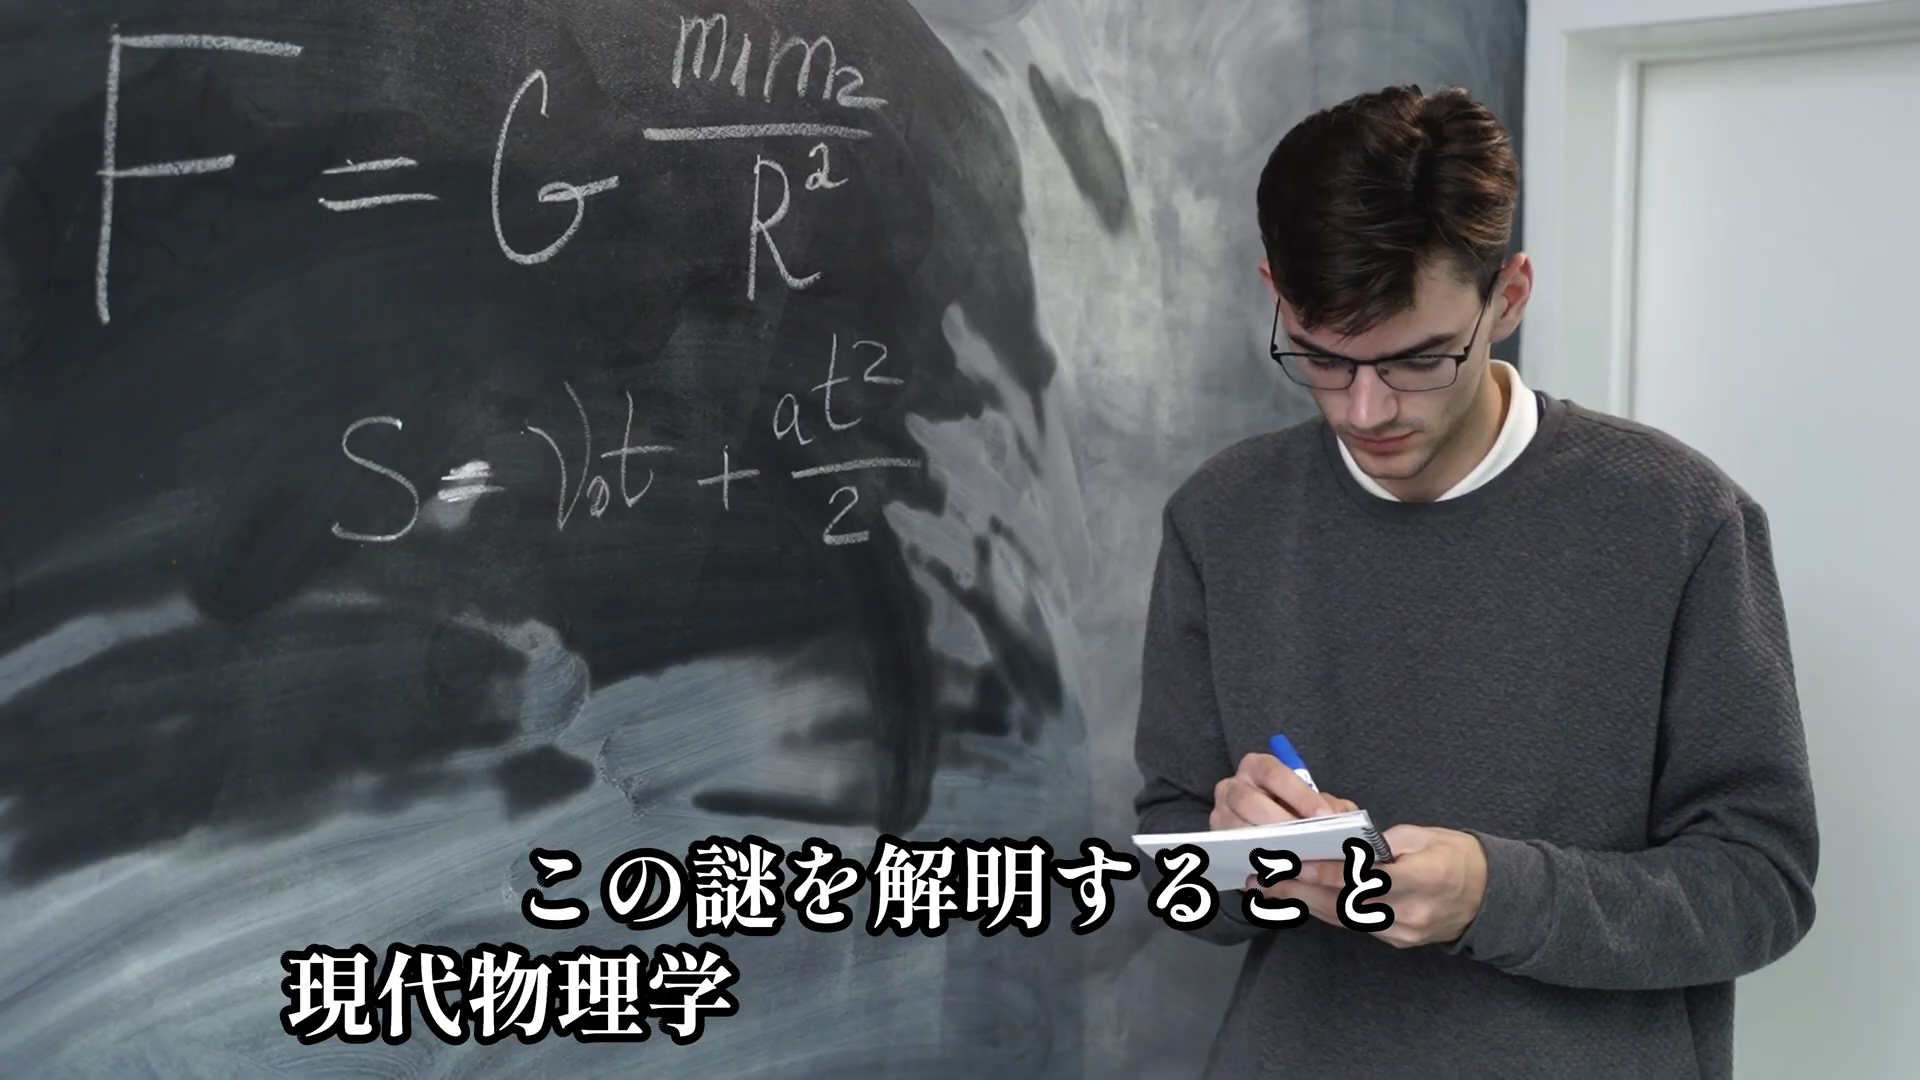 F = G m₁m₂ / R²
S = V₀t + at² / 2
この謎を解明すること
現代物理学